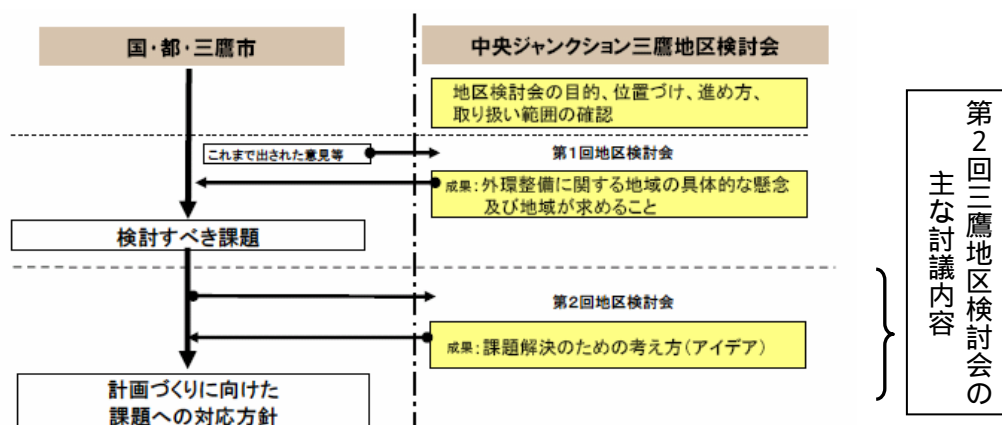 国・都・三鷹市
中央ジャンクション三鷹地区検討会
地区検討会の目的、位置づけ、進め方、
取り扱い範囲の確認
これまで出された意見等
第1回地区検討会
成果：外環整備に関する地域の具体的な懸念
及び地域が求めること
検討すべき課題
第2回地区検討会
成果：課題解決のための考え方（アイデア）
計画づくりに向けた
課題への対応方針
第2回三鷹地区検討会の
主な討議内容